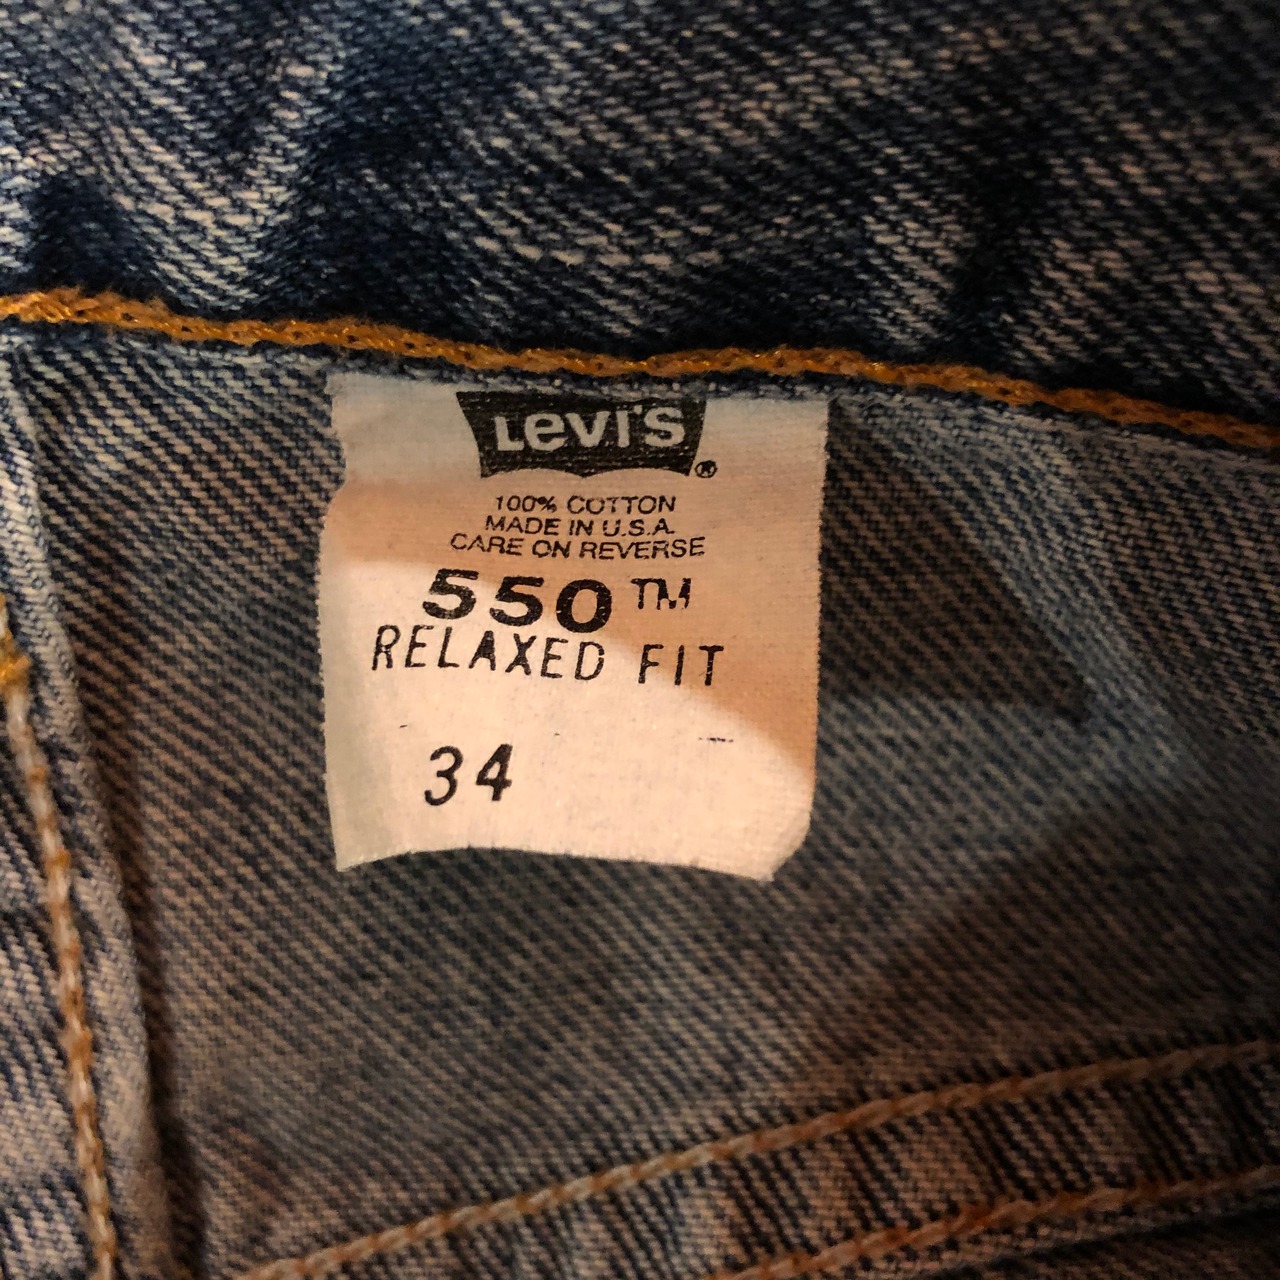 LEVI'S ®
100% COTTON
MADE IN U.S.A.
CARE ON REVERSE
550™
RELAXED FIT
34